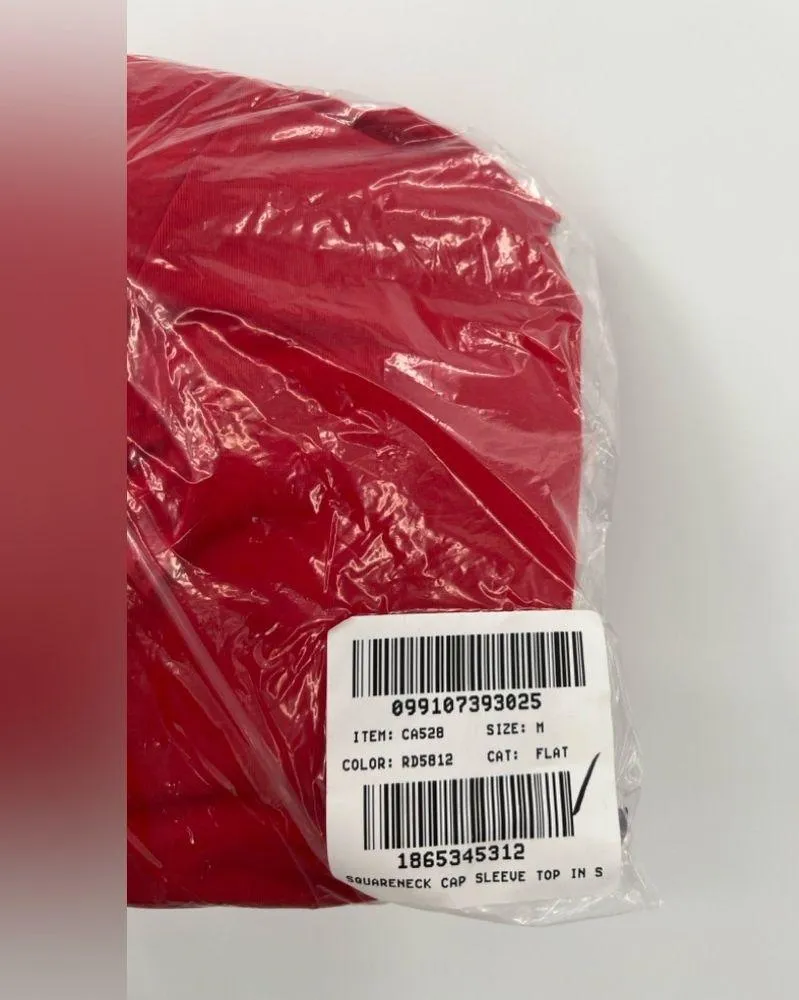 099107393025
ITEM: CA528 SIZE: M
COLOR: RD5812 CAT: FLAT
1865345312
SQUARENECK CAP SLEEVE TOP IN S